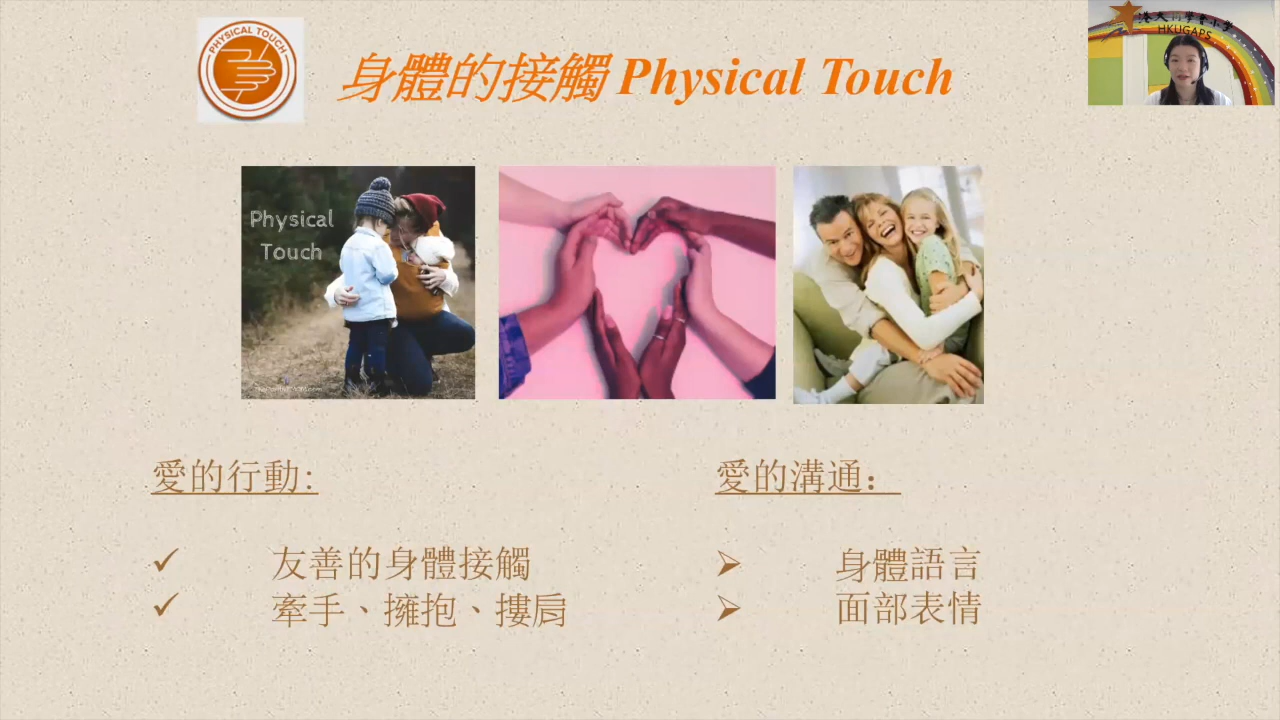 PHYSICAL TOUCH
身體的接觸 Physical Touch
HKUGAPS
Physical
Touch
愛的行動:
✓ 友善的身體接觸
✓ 牽手、擁抱、摟肩
愛的溝通：
➢ 身體語言
➢ 面部表情